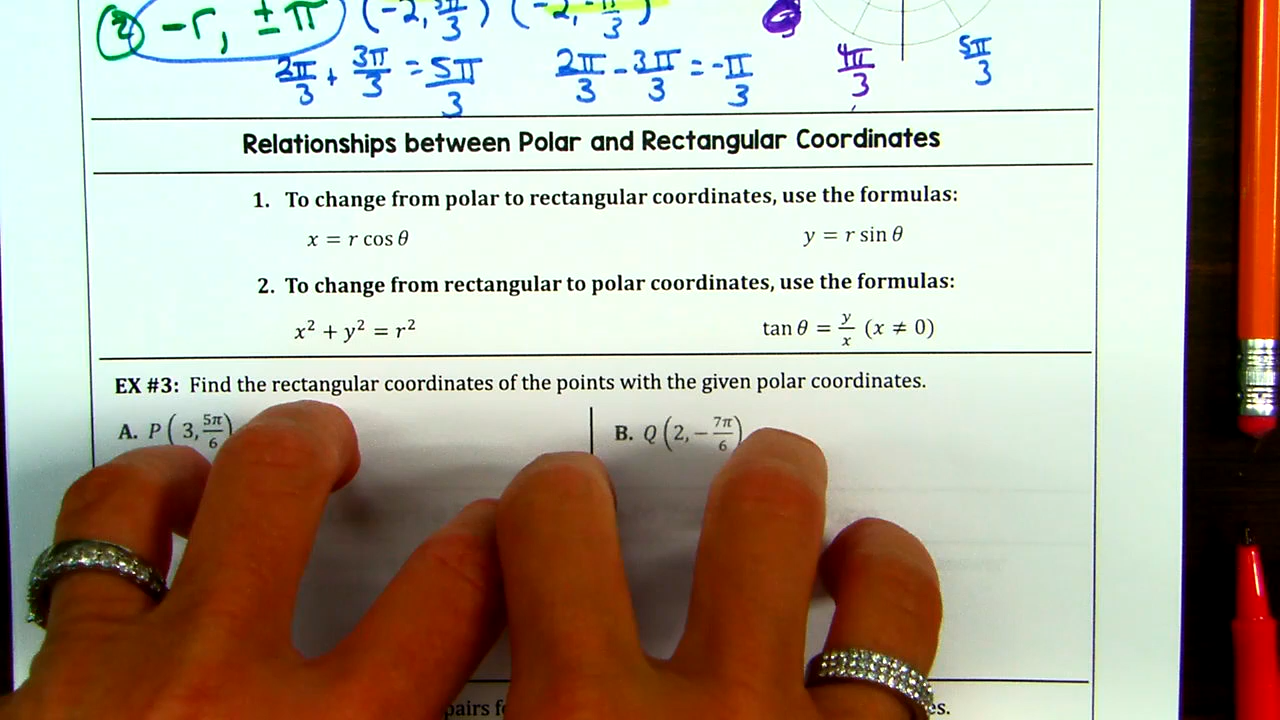 ② -r, ±π (-2, 5π/3) (-2, -π/3)
2π/3 + 3π/3 = 5π/3 2π/3 - 3π/3 = -π/3 4π/3 5π/3
Relationships between Polar and Rectangular Coordinates
1. To change from polar to rectangular coordinates, use the formulas:
x = r cos θ y = r sin θ
2. To change from rectangular to polar coordinates, use the formulas:
x² + y² = r² tan θ = y/x (x ≠ 0)
EX #3: Find the rectangular coordinates of the points with the given polar coordinates.
A. P(3, 5π/6) B. Q(2, -7π/6)
pairs